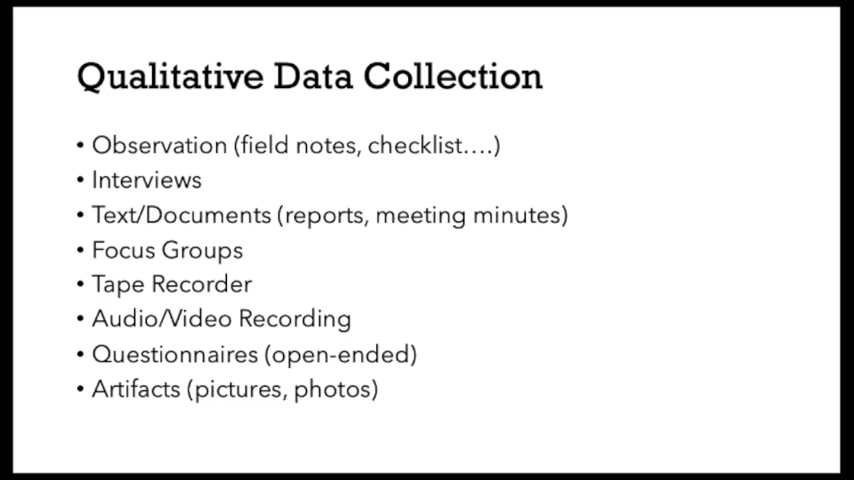 Qualitative Data Collection
• Observation (field notes, checklist....)
• Interviews
• Text/Documents (reports, meeting minutes)
• Focus Groups
• Tape Recorder
• Audio/Video Recording
• Questionnaires (open-ended)
• Artifacts (pictures, photos)